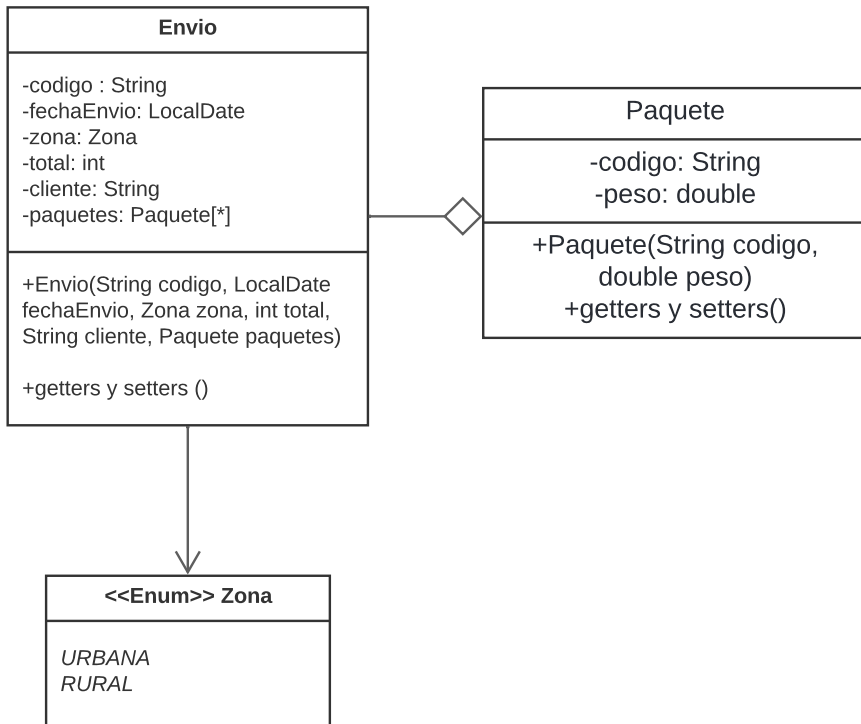 Envio
-codigo : String
-fechaEnvio: LocalDate
-zona: Zona
-total: int
-cliente: String
-paquetes: Paquete[*]
+Envio(String codigo, LocalDate
fechaEnvio, Zona zona, int total,
String cliente, Paquete paquetes)
+getters y setters ()
Paquete
-codigo: String
-peso: double
+Paquete(String codigo,
double peso)
+getters y setters()
<<Enum>> Zona
URBANA
RURAL